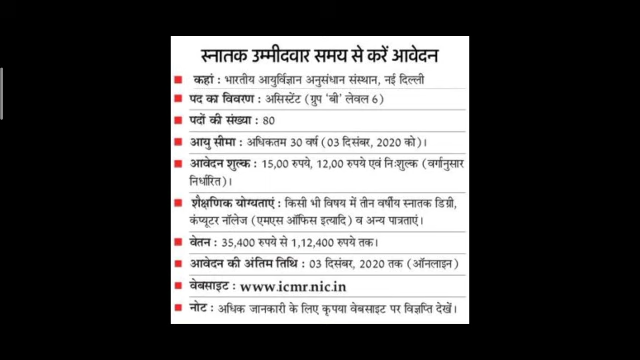 स्नातक उम्मीदवार समय से करें आवेदन
कहां : भारतीय आयुर्विज्ञान अनुसंधान संस्थान, नई दिल्ली
पद का विवरण : असिस्टेंट (ग्रुप 'बी' लेवल 6)
पदों की संख्या : 80
आयु सीमा : अधिकतम 30 वर्ष (03 दिसंबर, 2020 को)।
आवेदन शुल्क : 15,00 रुपये, 12,00 रुपये एवं निःशुल्क (वर्गानुसार
निर्धारित)।
शैक्षणिक योग्यताएं : किसी भी विषय में तीन वर्षीय स्नातक डिग्री,
कंप्यूटर नॉलेज (एमएस ऑफिस इत्यादि) व अन्य पात्रताएं।
वेतन : 35,400 रुपये से 1,12,400 रुपये तक।
आवेदन की अंतिम तिथि : 03 दिसंबर, 2020 तक (ऑनलाइन)
वेबसाइट : www.icmr.nic.in
नोट : अधिक जानकारी के लिए कृपया वेबसाइट पर विज्ञप्ति देखें।